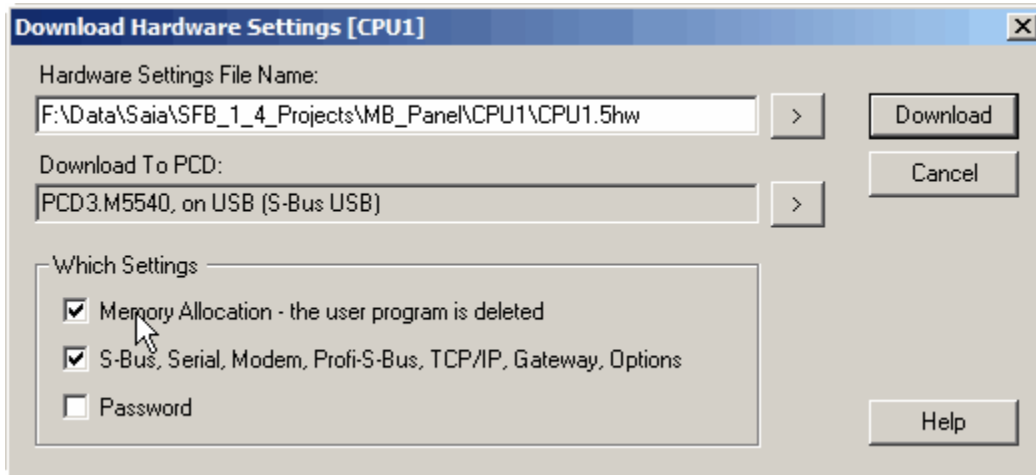 Download Hardware Settings [CPU1]
Hardware Settings File Name:
F:\Data\Saia\SFB_1_4_Projects\MB_Panel\CPU1\CPU1.5hw
>
Download
Download To PCD:
Cancel
PCD3.M5540, on USB (S-Bus USB)
>
Which Settings
Memory Allocation - the user program is deleted
S-Bus, Serial, Modem, Profi-S-Bus, TCP/IP, Gateway, Options
Password
Help